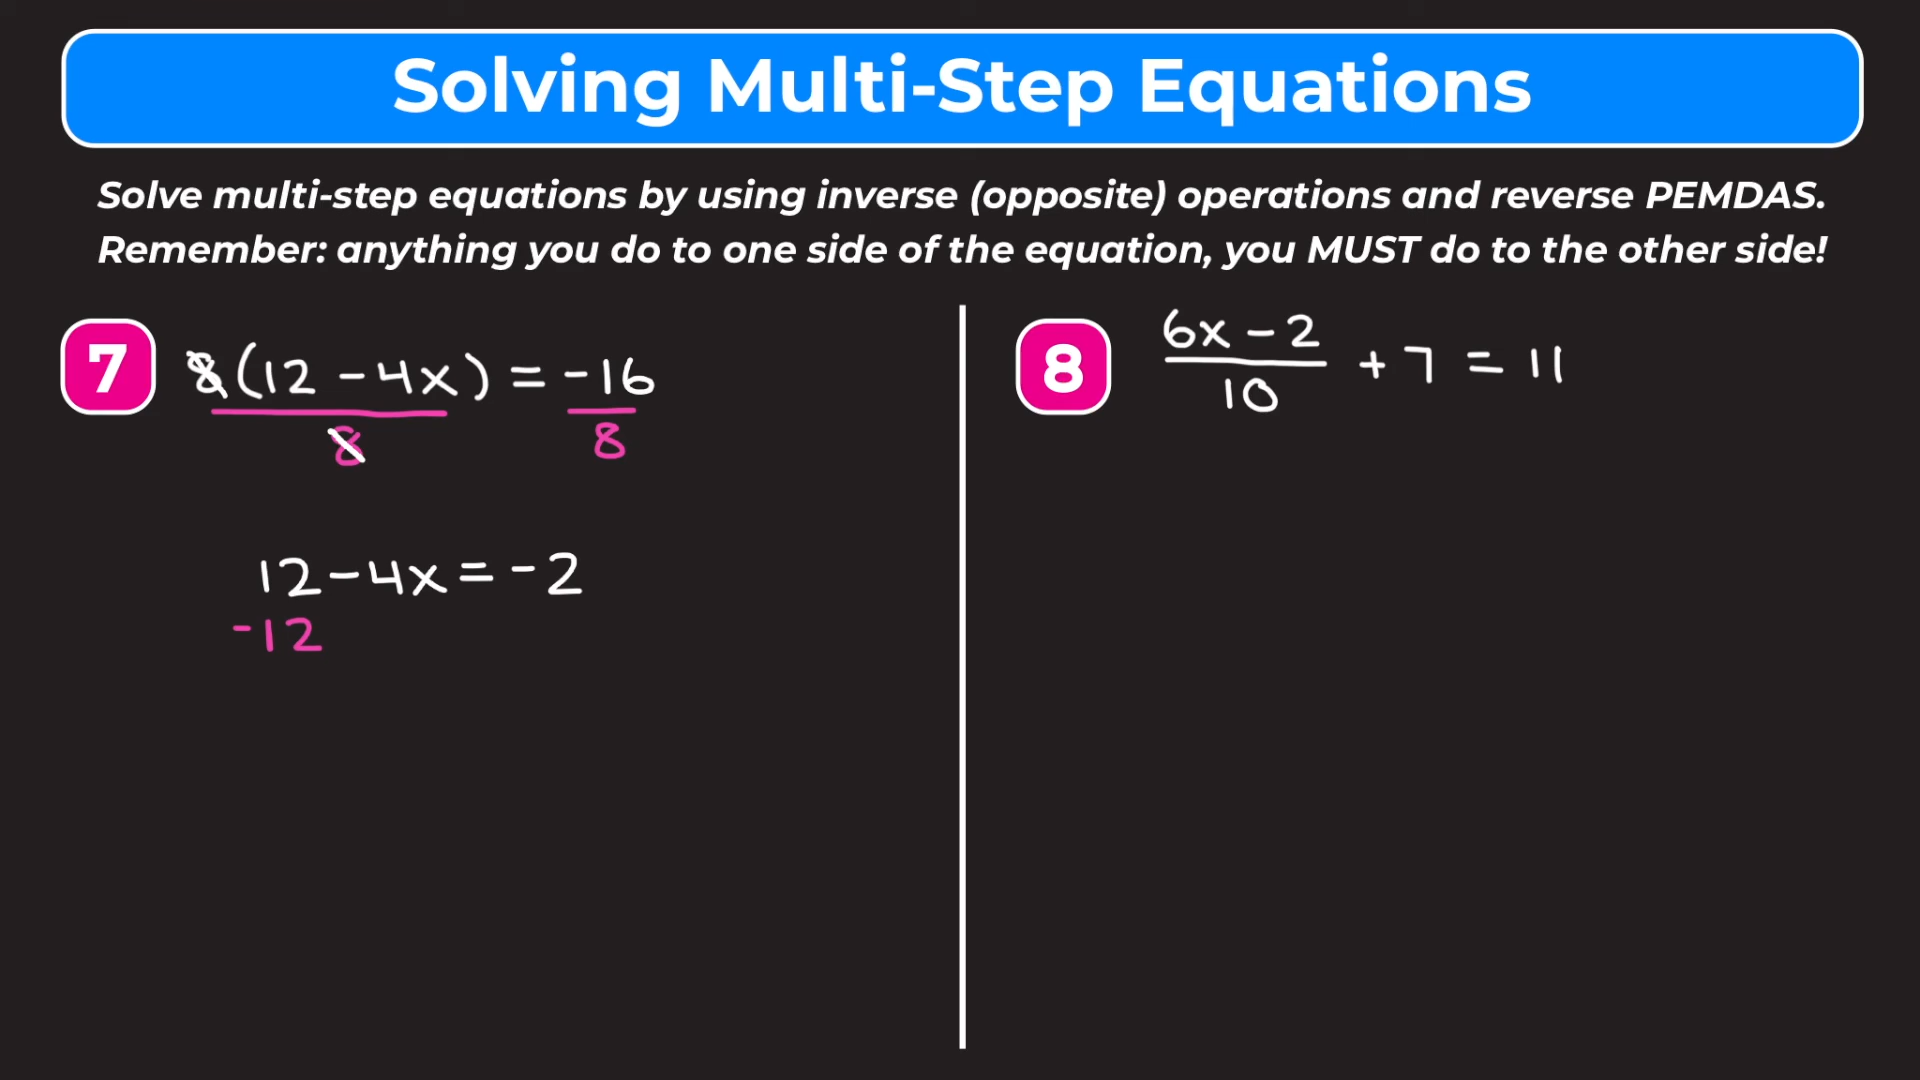 Solving Multi-Step Equations
Solve multi-step equations by using inverse (opposite) operations and reverse PEMDAS.
Remember: anything you do to one side of the equation, you MUST do to the other side!
7
8(12 - 4x) = -16
8 8
12 - 4x = -2
-12
8
6x - 2
10
+ 7 = 11